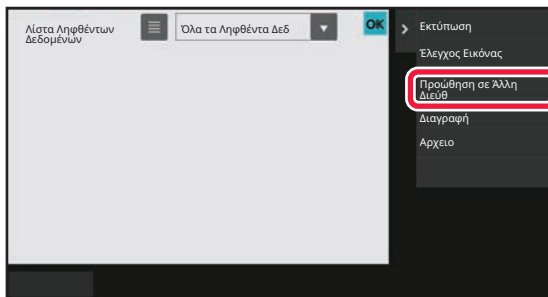 Λίστα Ληφθέντων
Δεδομένων
Όλα τα Ληφθέντα Δεδ
OK
Εκτύπωση
Έλεγχος Εικόνας
Προώθηση σε Άλλη
Διεύθ
Διαγραφή
Αρχειο